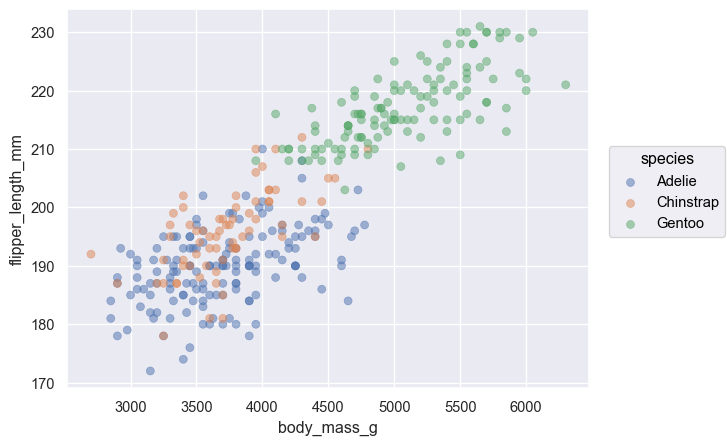 230
220
210
200
190
180
170
flipper_length_mm
3000 3500 4000 4500 5000 5500 6000
body_mass_g
species
Adelie
Chinstrap
Gentoo